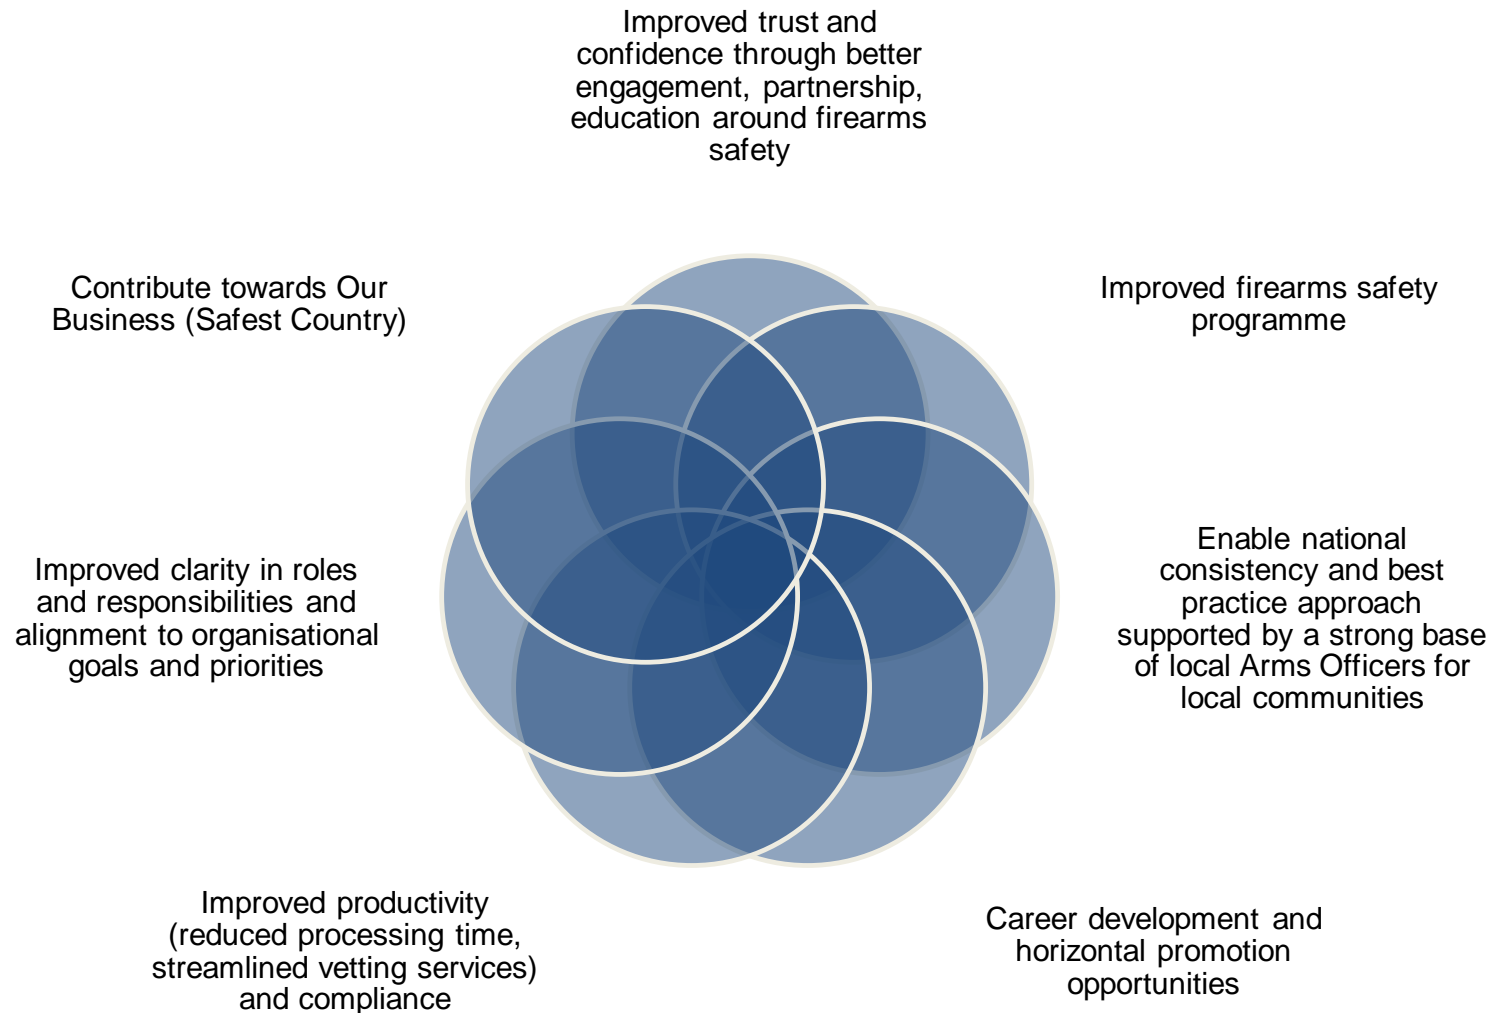 Improved trust and
confidence through better
engagement, partnership,
education around firearms
safety
Contribute towards Our
Business (Safest Country)
Improved firearms safety
programme
Improved clarity in roles
and responsibilities and
alignment to organisational
goals and priorities
Enable national
consistency and best
practice approach
supported by a strong base
of local Arms Officers for
local communities
Improved productivity
(reduced processing time,
streamlined vetting services)
and compliance
Career development and
horizontal promotion
opportunities